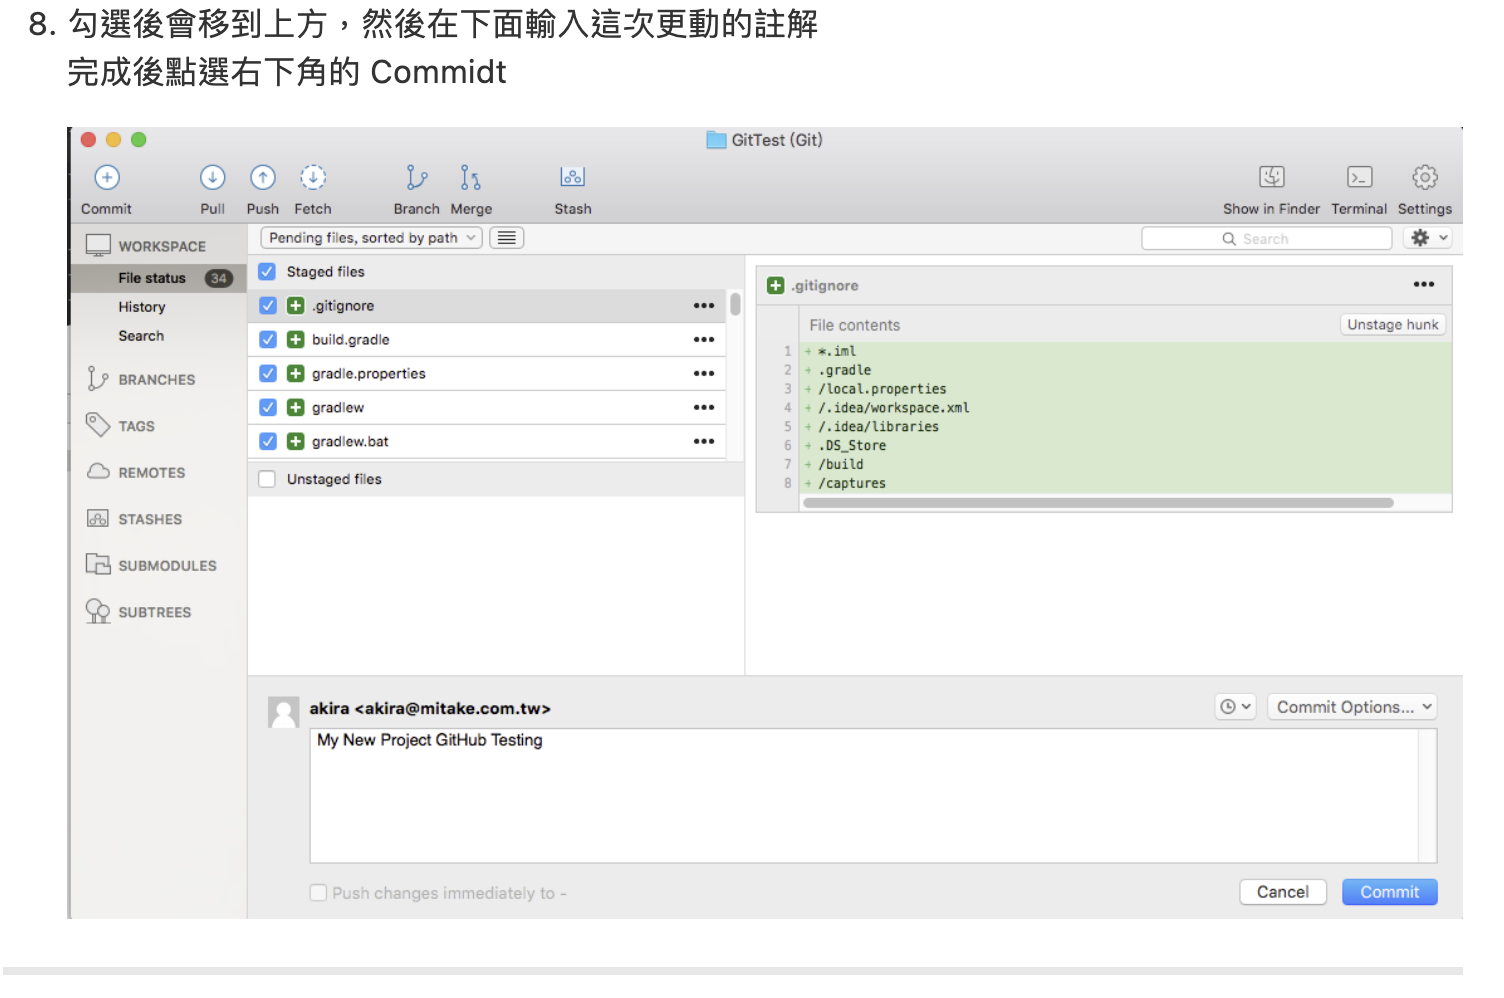 8. 勾選後會移到上方，然後在下面輸入這次更動的註解
完成後點選右下角的 Commidt
GitTest (Git)
Commit Pull Push Fetch Branch Merge Stash Show in Finder Terminal Settings
WORKSPACE
File status 34
History
Search
BRANCHES
TAGS
REMOTES
STASHES
SUBMODULES
SUBTREES
Pending files, sorted by path
Search
Staged files
.gitignore
build.gradle
gradle.properties
gradlew
gradlew.bat
Unstaged files
.gitignore
File contents Unstage hunk
1 + *.iml
2 + .gradle
3 + /local.properties
4 + /.idea/workspace.xml
5 + /.idea/libraries
6 + .DS_Store
7 + /build
8 + /captures
akira <akira@mitake.com.tw>
Commit Options...
My New Project GitHub Testing
Push changes immediately to -
Cancel Commit